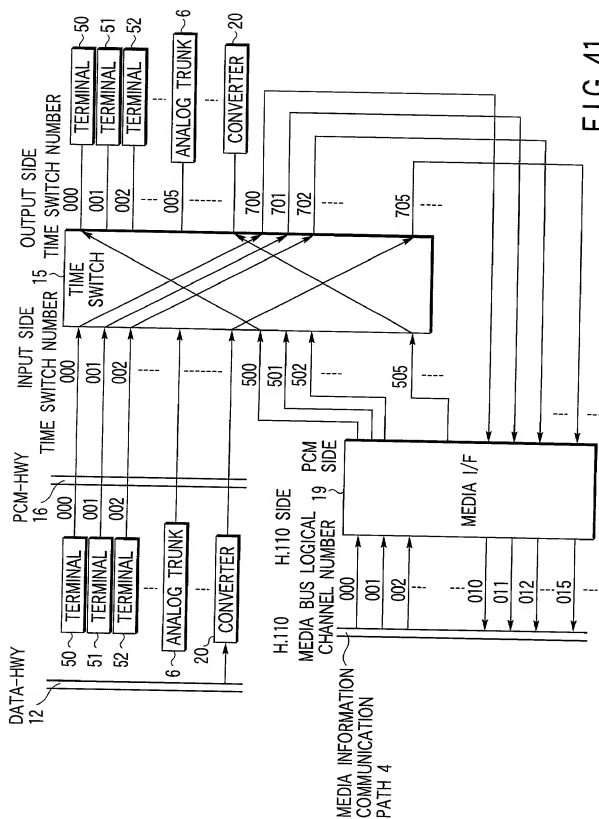 DATA-HWY
12
PCM-HWY
16
INPUT SIDE
TIME SWITCH NUMBER
15
OUTPUT SIDE
TIME SWITCH NUMBER
50
TERMINAL
000
000
51
TERMINAL
001
001
52
TERMINAL
002
002
6
ANALOG TRUNK
20
CONVERTER
TIME
SWITCH
000
TERMINAL
50
001
TERMINAL
51
002
TERMINAL
52
005
ANALOG TRUNK
6
CONVERTER
20
500
501
502
505
700
701
702
705
H.110
MEDIA BUS LOGICAL
CHANNEL NUMBER
H.110 SIDE
19
PCM
SIDE
MEDIA I/F
000
001
002
010
011
012
015
MEDIA INFORMATION
COMMUNICATION
PATH 4
FIG. 41